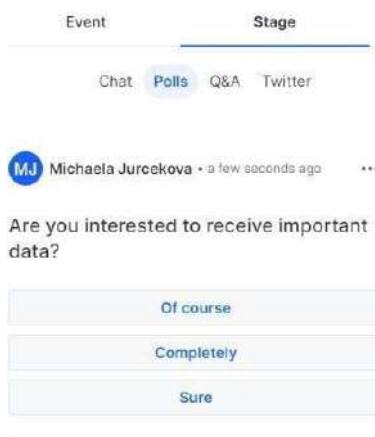 Event Stage
Chat Polls Q&A Twitter
MJ Michaela Jurcekova • a few seconds ago ...
Are you interested to receive important
data?
Of course
Completely
Sure